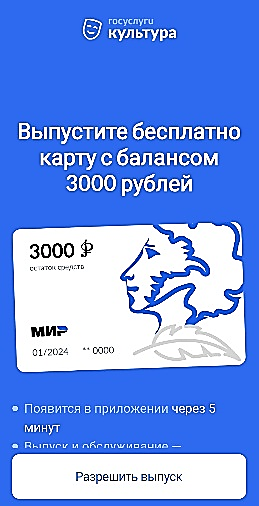 госуслуги
культура
Выпустите бесплатно
карту с балансом
3000 рублей
3000 ₽
остаток средств
МИР
01/2024 ** 0000
Появится в приложении через 5
минут
Выпуск и обслуживание —
Разрешить выпуск